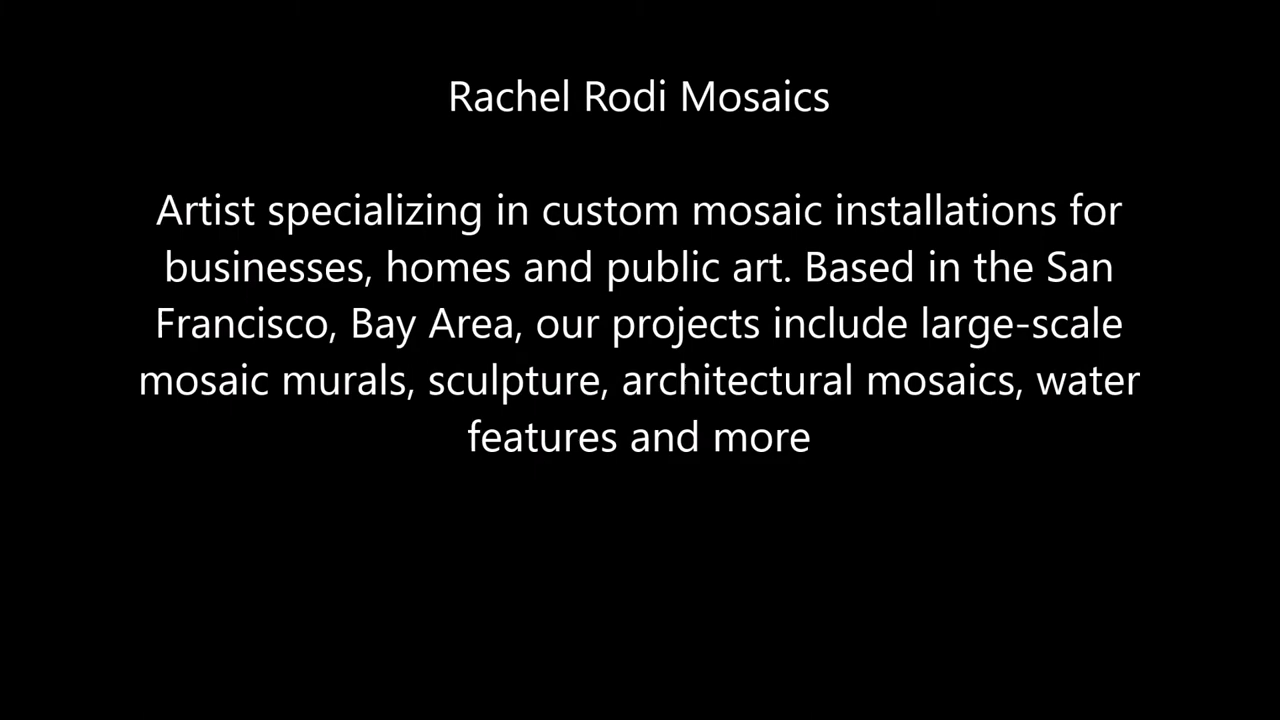 Rachel Rodi Mosaics
Artist specializing in custom mosaic installations for
businesses, homes and public art. Based in the San
Francisco, Bay Area, our projects include large-scale
mosaic murals, sculpture, architectural mosaics, water
features and more